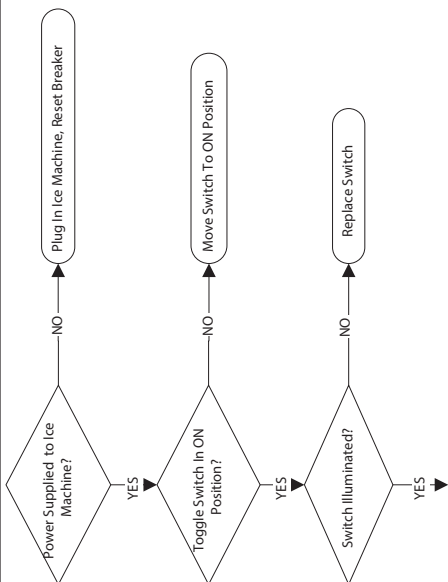 Power Supplied to Ice
Machine?
NO
Plug In Ice Machine, Reset Breaker
YES
Toggle Switch In ON
Position?
NO
Move Switch To ON Position
YES
Switch Illuminated?
NO
Replace Switch
YES